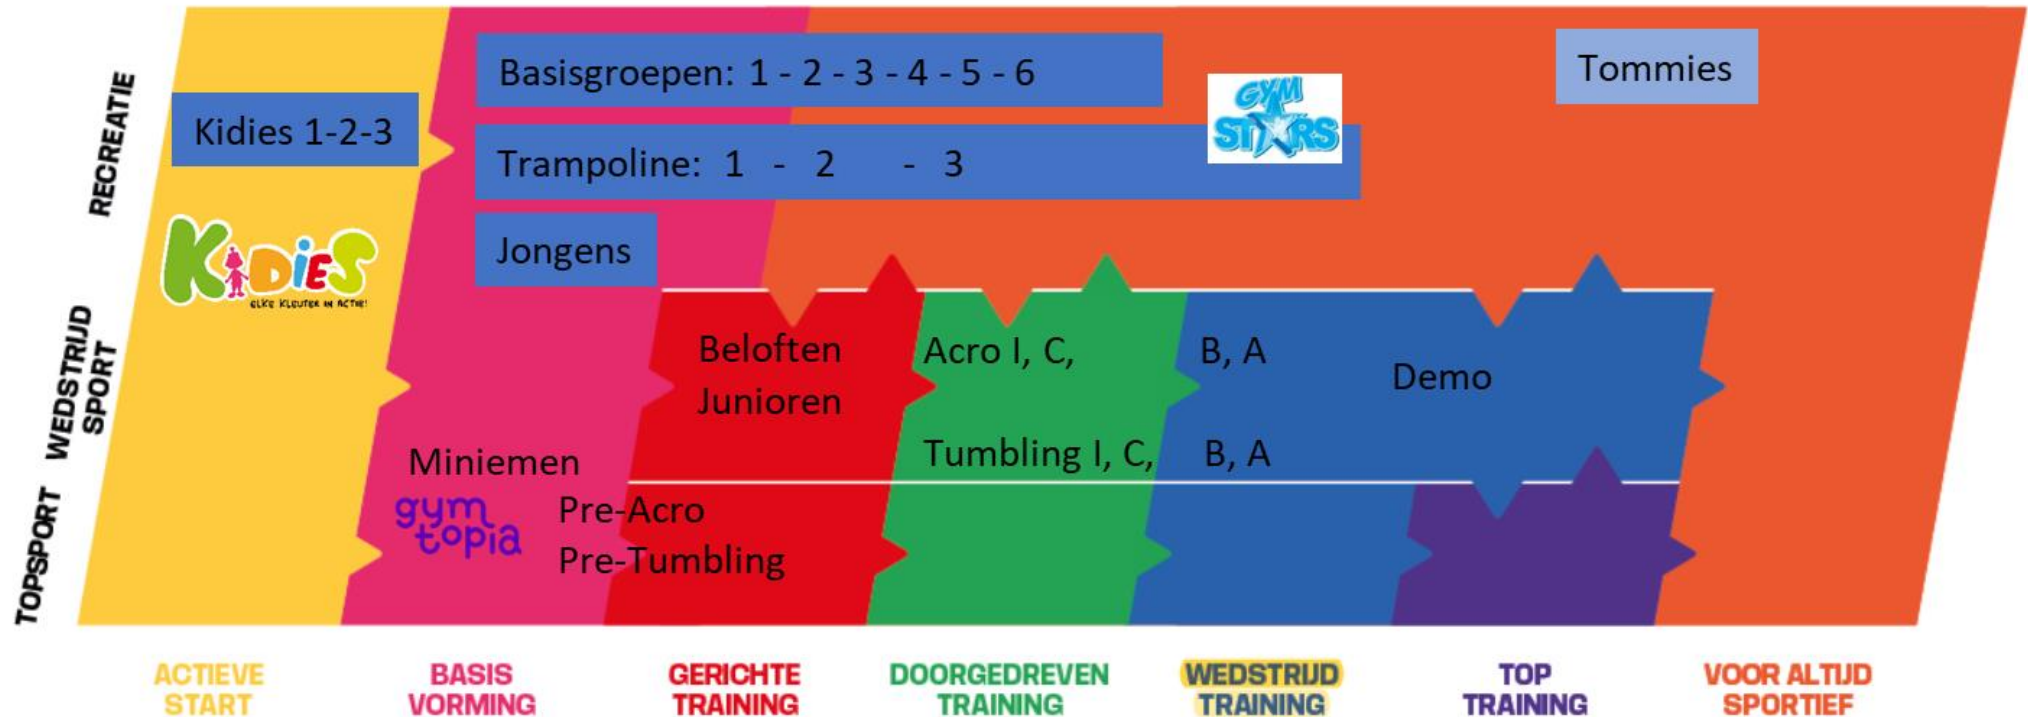 RECREATIE
Kidies 1-2-3
Basisgroepen: 1 - 2 - 3 - 4 - 5 - 6
Trampoline: 1 - 2 - 3
Jongens
GYM
STARS
Tommies
KiDiES
ELKE KLEUTER IN ACTIE!
WEDSTRIJD
SPORT
Beloften
Junioren
Acro I, C,
B, A
Demo
Tumbling I, C,
B, A
Miniemen
TOPSPORT
gym
topia
Pre-Acro
Pre-Tumbling
ACTIEVE
START
BASIS
VORMING
GERICHTE
TRAINING
DOORGEDREVEN
TRAINING
WEDSTRIJD
TRAINING
TOP
TRAINING
VOOR ALTIJD
SPORTIEF